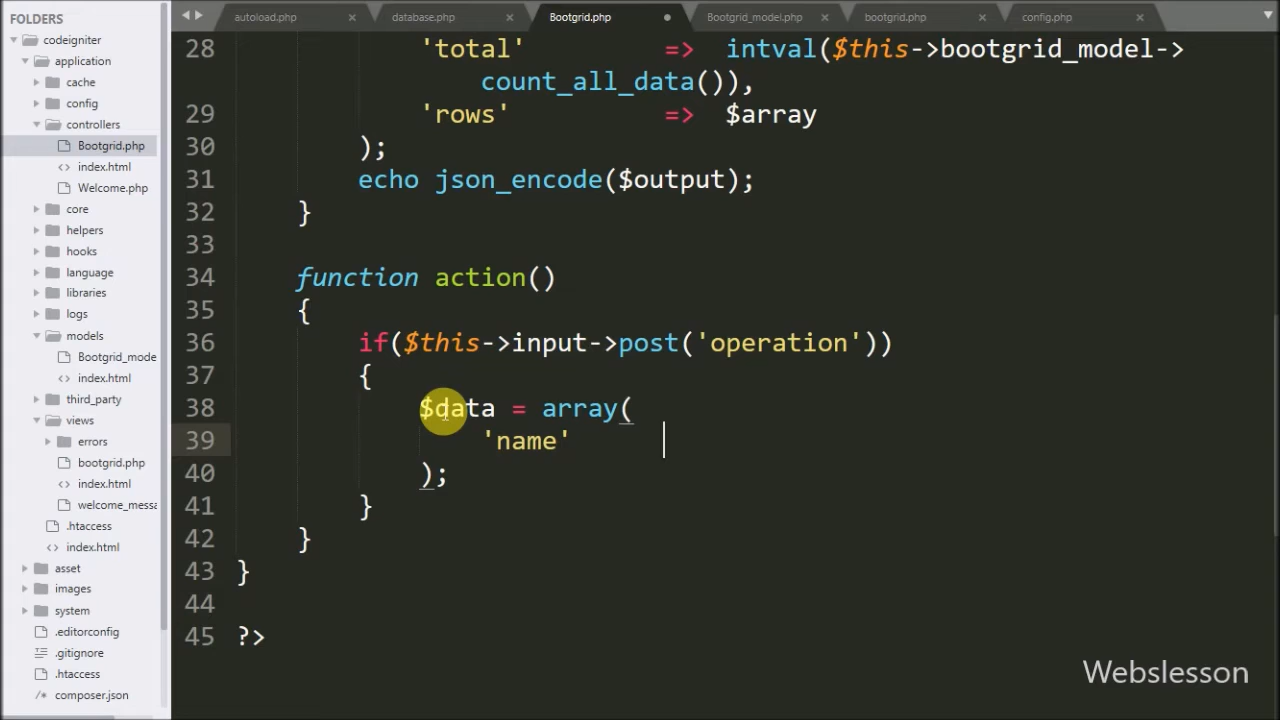 FOLDERS
codeigniter
application
cache
config
controllers
Bootgrid.php
index.html
Welcome.php
core
helpers
hooks
language
libraries
logs
models
Bootgrid_mode
index.html
third_party
views
errors
bootgrid.php
index.html
welcome_messa
.htaccess
index.html
asset
images
system
.editorconfig
.gitignore
.htaccess
composer.json
autoload.php
database.php
Bootgrid.php
Bootgrid_model.php
bootgrid.php
config.php
28 'total' => intval($this->bootgrid_model->
count_all_data()),
29 'rows' => $array
30 );
31 echo json_encode($output);
32 }
33
34 function action()
35 {
36 if($this->input->post('operation'))
37 {
38 $data = array(
39 'name'
40 );
41 }
42 }
43 }
44
45 ?>
Webslesson